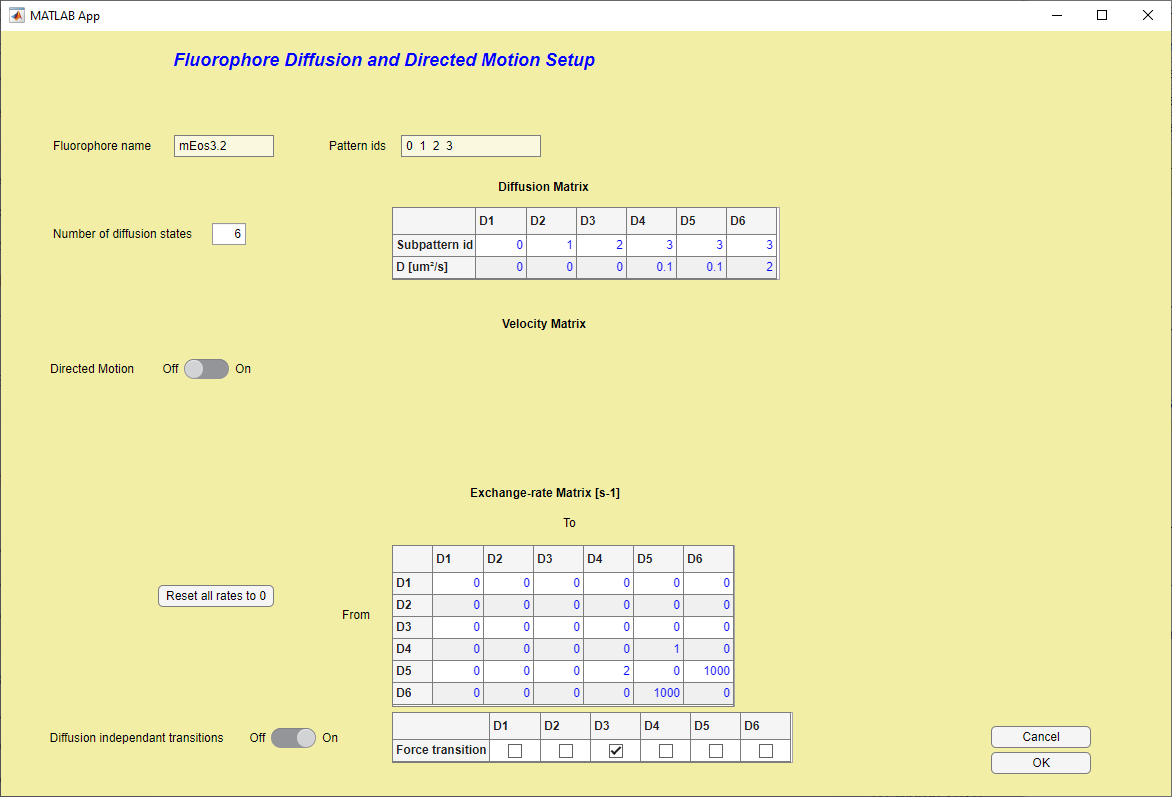 MATLAB App
Fluorophore Diffusion and Directed Motion Setup
Fluorophore name mEos3.2 Pattern ids 0 1 2 3
Diffusion Matrix
Number of diffusion states 6
D1 D2 D3 D4 D5 D6
Subpattern id 0 1 2 3 3 3
D [um²/s] 0 0 0 0.1 0.1 2
Velocity Matrix
Directed Motion Off On
Exchange-rate Matrix [s-1]
To
D1 D2 D3 D4 D5 D6
D1 0 0 0 0 0 0
Reset all rates to 0
D2 0 0 0 0 0 0
From
D3 0 0 0 0 0 0
D4 0 0 0 0 1 0
D5 0 0 0 2 0 1000
D6 0 0 0 0 1000 0
Diffusion independant transitions Off On
D1 D2 D3 D4 D5 D6
Force transition
Cancel
OK